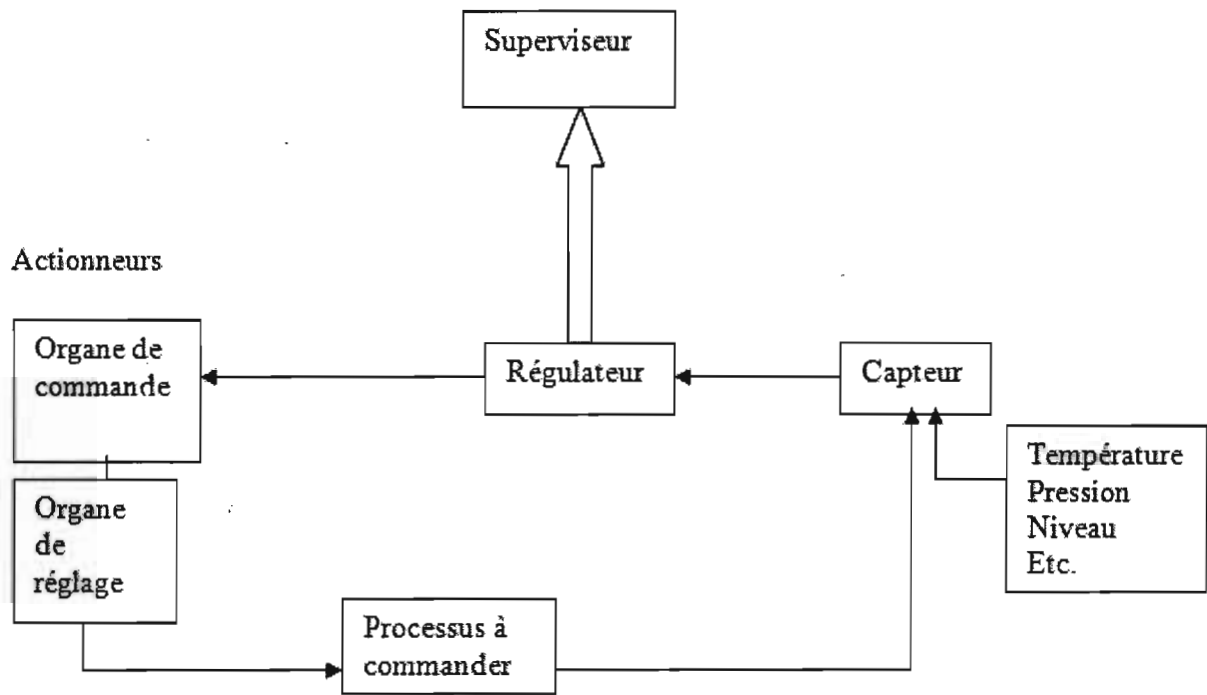 Superviseur
Actionneurs
Organe de
commande
Régulateur
Capteur
Température
Pression
Niveau
Etc.
Organe
de
réglage
Processus à
commander